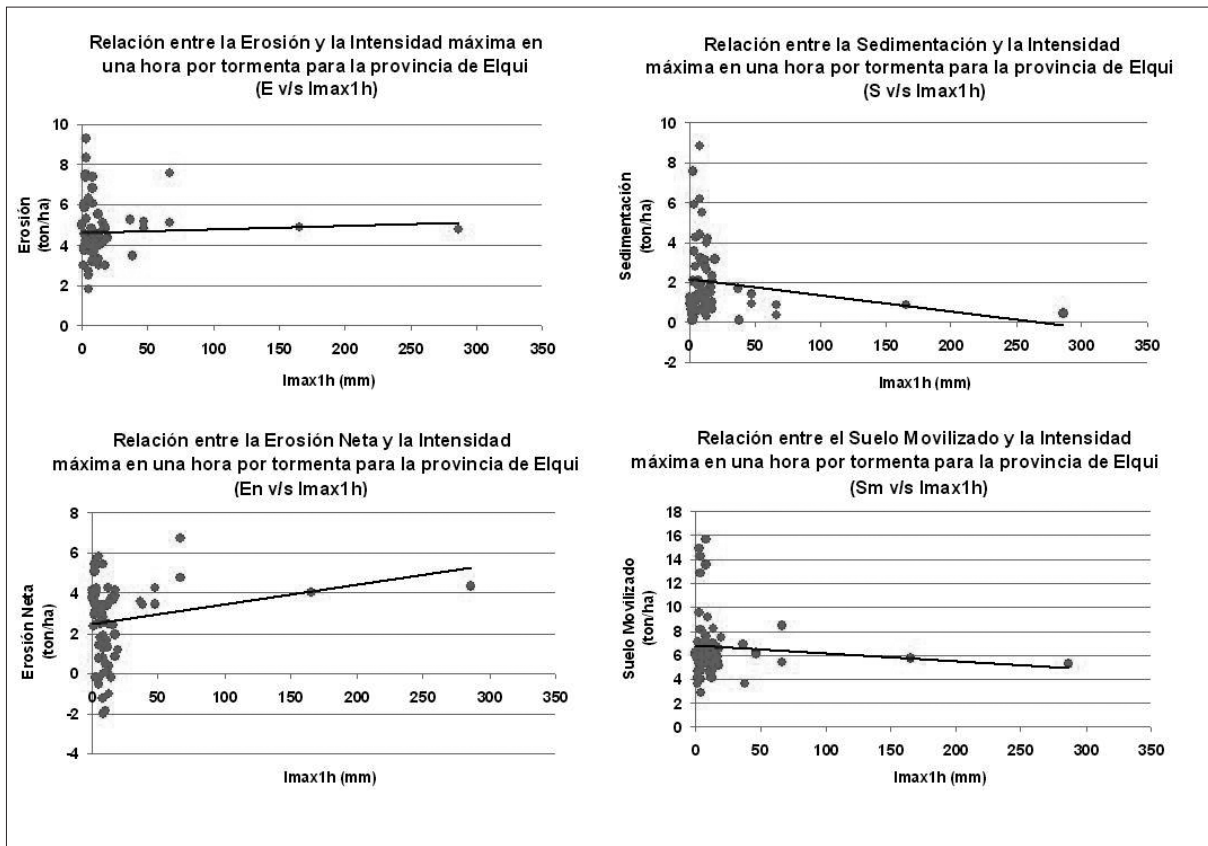 Relación entre la Erosión y la Intensidad máxima en
una hora por tormenta para la provincia de Elqui
(E v/s Imax1h)
Erosión
(ton/ha)
10
8
6
4
2
0
0 50 100 150 200 250 300 350
Imax1h (mm)
Relación entre la Sedimentación y la Intensidad
máxima en una hora por tormenta para la provincia de Elqui
(S v/s Imax1h)
Sedimentación
(ton/ha)
10
8
6
4
2
0
-2
0 50 100 150 200 250 300 350
Imax1h (mm)
Relación entre la Erosión Neta y la Intensidad
máxima en una hora por tormenta para la provincia de Elqui
(En v/s Imax1h)
Erosión Neta
(ton/ha)
8
6
4
2
0
-2
-4
0 50 100 150 200 250 300 350
Imax1h (mm)
Relación entre el Suelo Movilizado y la Intensidad
máxima en una hora por tormenta para la provincia de Elqui
(Sm v/s Imax1h)
Suelo Movilizado
(ton/ha)
18
16
14
12
10
8
6
4
2
0
0 50 100 150 200 250 300 350
Imax1h (mm)